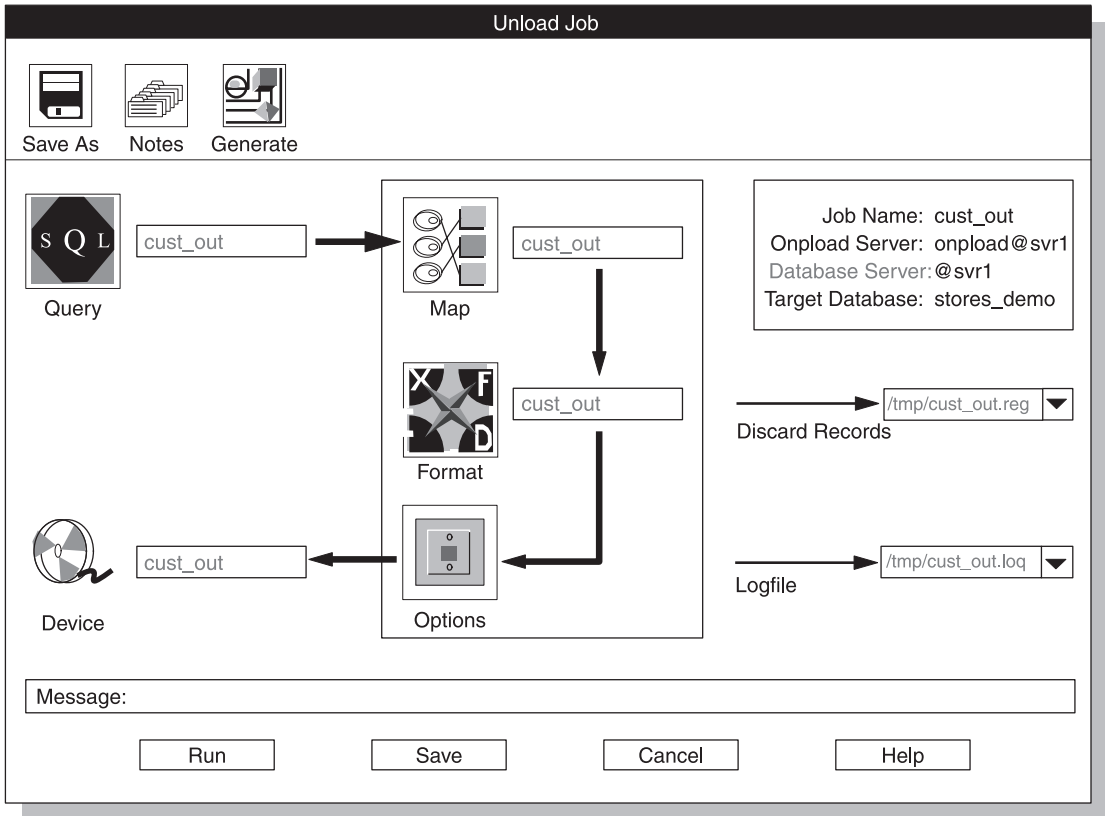 Unload Job
Save As
Notes
Generate
S Q L
Query
cust_out
Map
cust_out
Job Name: cust_out
Onpload Server: onpload@svr1
Database Server: @svr1
Target Database: stores_demo
X F
D
Format
cust_out
Discard Records
/tmp/cust_out.reg
Device
cust_out
Options
Logfile
/tmp/cust_out.loq
Message:
Run
Save
Cancel
Help